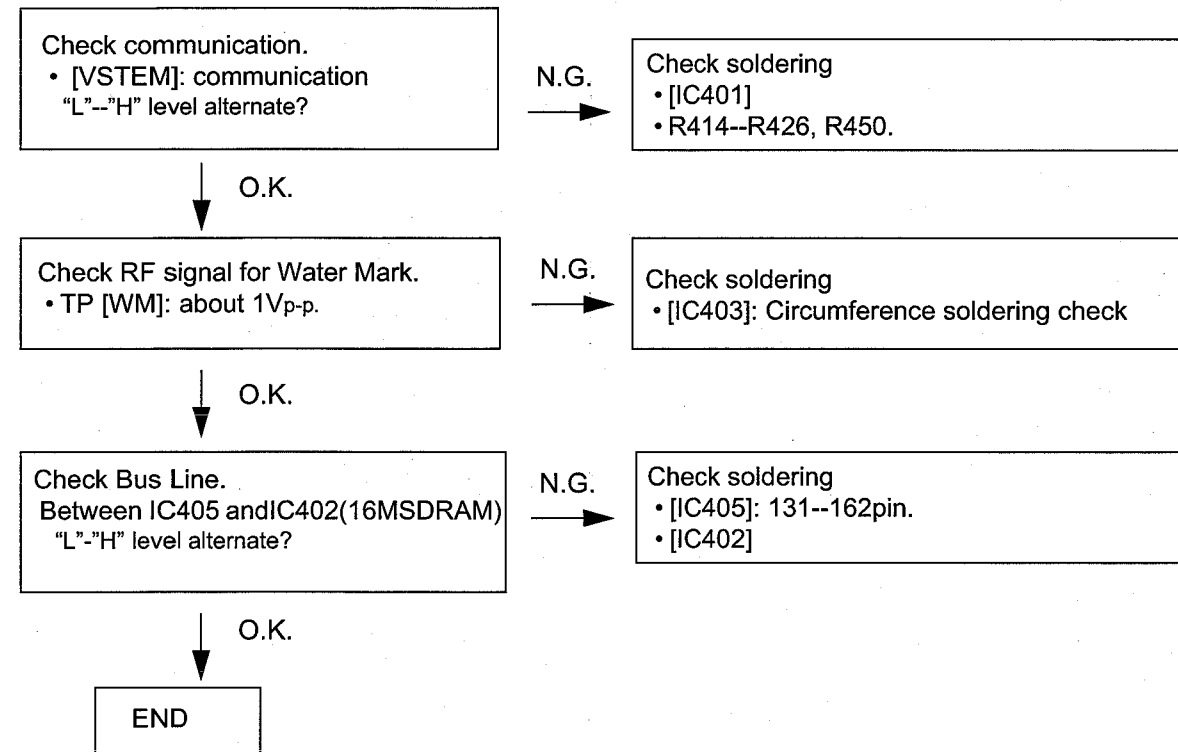 Check communication.
• [VSTEM]: communication
“L”--”H” level alternate?
N.G.
Check soldering
• [IC401]
• R414--R426, R450.
O.K.
Check RF signal for Water Mark.
• TP [WM]: about 1Vp-p.
N.G.
Check soldering
• [IC403]: Circumference soldering check
O.K.
Check Bus Line.
Between IC405 andIC402(16MSDRAM)
“L”-”H” level alternate?
N.G.
Check soldering
• [IC405]: 131--162pin.
• [IC402]
O.K.
END